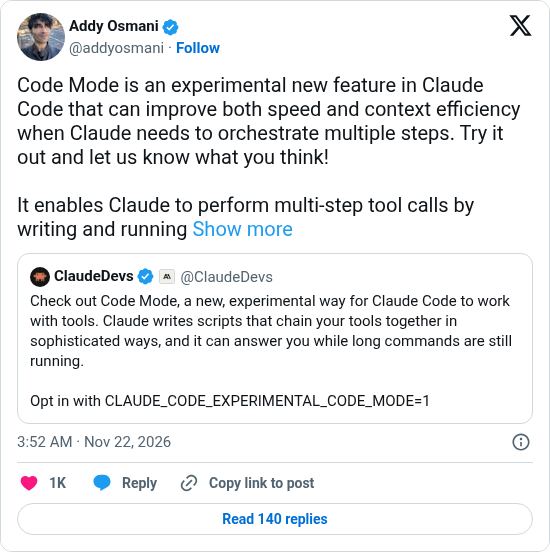 Addy Osmani
@addyosmani · Follow
Code Mode is an experimental new feature in Claude
Code that can improve both speed and context efficiency
when Claude needs to orchestrate multiple steps. Try it
out and let us know what you think!
It enables Claude to perform multi-step tool calls by
writing and running Show more
ClaudeDevs A\ @ClaudeDevs
Check out Code Mode, a new, experimental way for Claude Code to work
with tools. Claude writes scripts that chain your tools together in
sophisticated ways, and it can answer you while long commands are still
running.
Opt in with CLAUDE_CODE_EXPERIMENTAL_CODE_MODE=1
3:52 AM · Nov 22, 2026
1K Reply Copy link to post
Read 140 replies